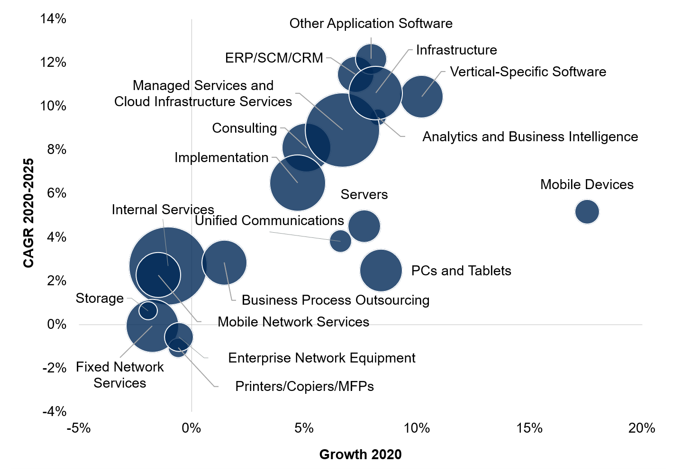 14%
Other Application Software
12%
ERP/SCM/CRM
Infrastructure
Vertical-Specific Software
10%
Managed Services and
Cloud Infrastructure Services
Consulting
Analytics and Business Intelligence
8%
Implementation
Mobile Devices
6%
Servers
Internal Services
Unified Communications
4%
CAGR 2020-2025
PCs and Tablets
2%
Storage
Business Process Outsourcing
Mobile Network Services
0%
Enterprise Network Equipment
Fixed Network
Services
-2%
Printers/Copiers/MFPs
-4%
-5%
0%
5%
10%
15%
20%
Growth 2020